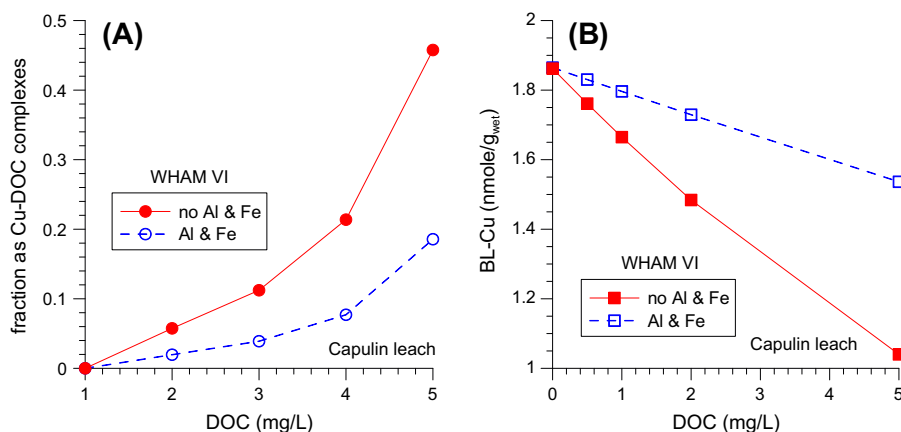 (A)
fraction as Cu-DOC complexes
0.5
0.4
0.3
0.2
0.1
0
WHAM VI
no Al & Fe
Al & Fe
Capulin leach
1 2 3 4 5
DOC (mg/L)
(B)
BL-Cu (nmole/gwet)
2
1.8
1.6
1.4
1.2
1
WHAM VI
no Al & Fe
Al & Fe
Capulin leach
0 1 2 3 4 5
DOC (mg/L)